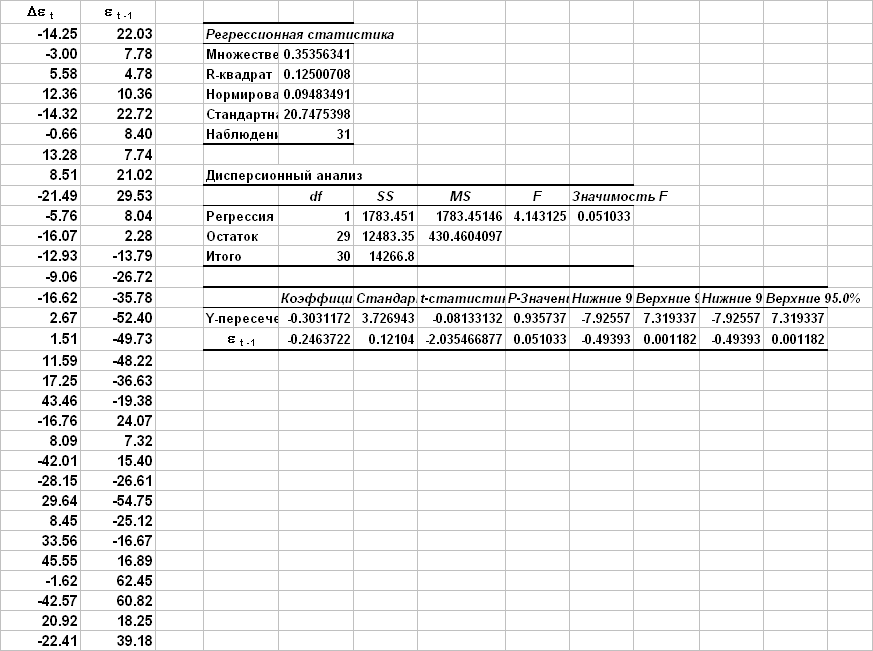 Δε t ε t -1
-14.25 22.03 Регрессионная статистика
-3.00 7.78 Множестве 0.35356341
5.58 4.78 R-квадрат 0.12500708
12.36 10.36 Нормирова 0.09483491
-14.32 22.72 Стандартна 20.7475398
-0.66 8.40 Наблюдени 31
13.28 7.74
8.51 21.02 Дисперсионный анализ
-21.49 29.53 df SS MS F Значимость F
-5.76 8.04 Регрессия 1 1783.451 1783.45146 4.143125 0.051033
-16.07 2.28 Остаток 29 12483.35 430.4604097
-12.93 -13.79 Итого 30 14266.8
-9.06 -26.72
-16.62 -35.78 Коэффици Стандар t-статистик P-Значени Нижние 9 Верхние 9 Нижние 9 Верхние 95.0%
2.67 -52.40 Y-пересече -0.3031172 3.726943 -0.08133132 0.935737 -7.92557 7.319337 -7.92557 7.319337
1.51 -49.73 ε t -1 -0.2463722 0.12104 -2.035466877 0.051033 -0.49393 0.001182 -0.49393 0.001182
11.59 -48.22
17.25 -36.63
43.46 -19.38
-16.76 24.07
8.09 7.32
-42.01 15.40
-28.15 -26.61
29.64 -54.75
8.45 -25.12
33.56 -16.67
45.55 16.89
-1.62 62.45
-42.57 60.82
20.92 18.25
-22.41 39.18